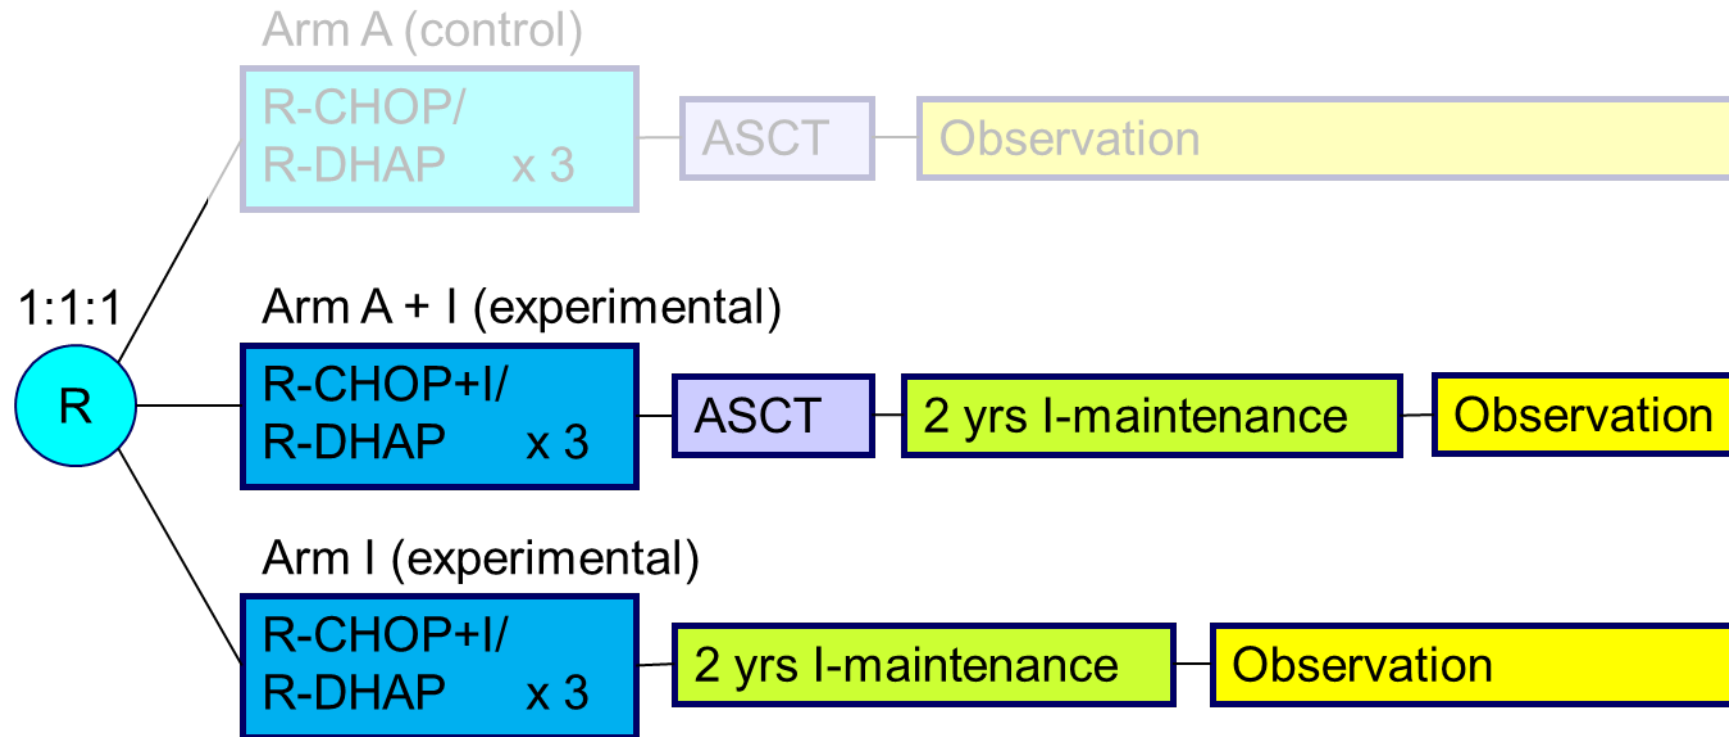 Arm A (control)
R-CHOP/
R-DHAP x 3
ASCT
Observation
1:1:1
R
Arm A + I (experimental)
R-CHOP+I/
R-DHAP x 3
ASCT
2 yrs I-maintenance
Observation
Arm I (experimental)
R-CHOP+I/
R-DHAP x 3
2 yrs I-maintenance
Observation